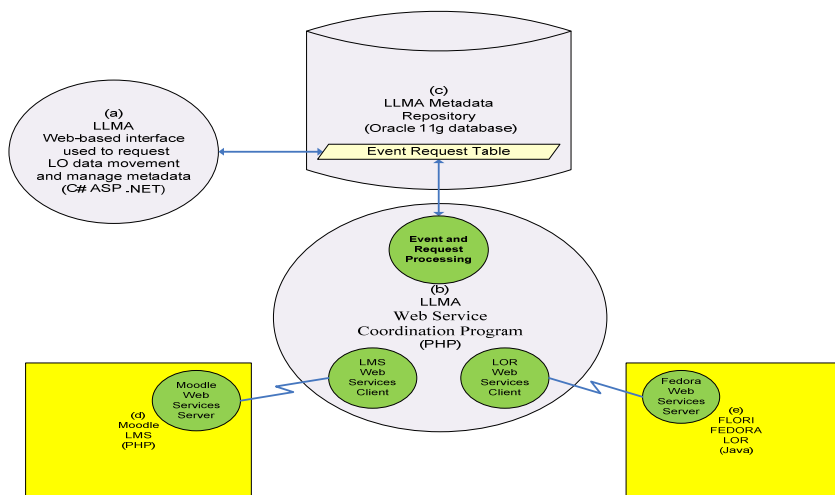 (a)
LLMA
Web-based interface
used to request
LO data movement
and manage metadata
(C# ASP .NET)
(c)
LLMA Metadata
Repository
(Oracle 11g database)
Event Request Table
Event and
Request
Processing
(b)
LLMA
Web Service
Coordination Program
(PHP)
LMS
Web
Services
Client
LOR
Web
Services
Client
Moodle
Web
Services
Server
(d)
Moodle
LMS
(PHP)
Fedora
Web
Services
Server
(e)
FLORI
FEDORA
LOR
(Java)